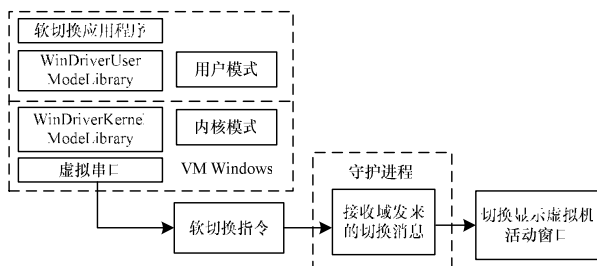 软切换应用程序
WinDriverUser
ModeLibrary
用户模式
WinDriverKernel
ModeLibrary
内核模式
虚拟串口
VM Windows
守护进程
软切换指令
接收域发来
的切换消息
切换显示虚拟机
活动窗口